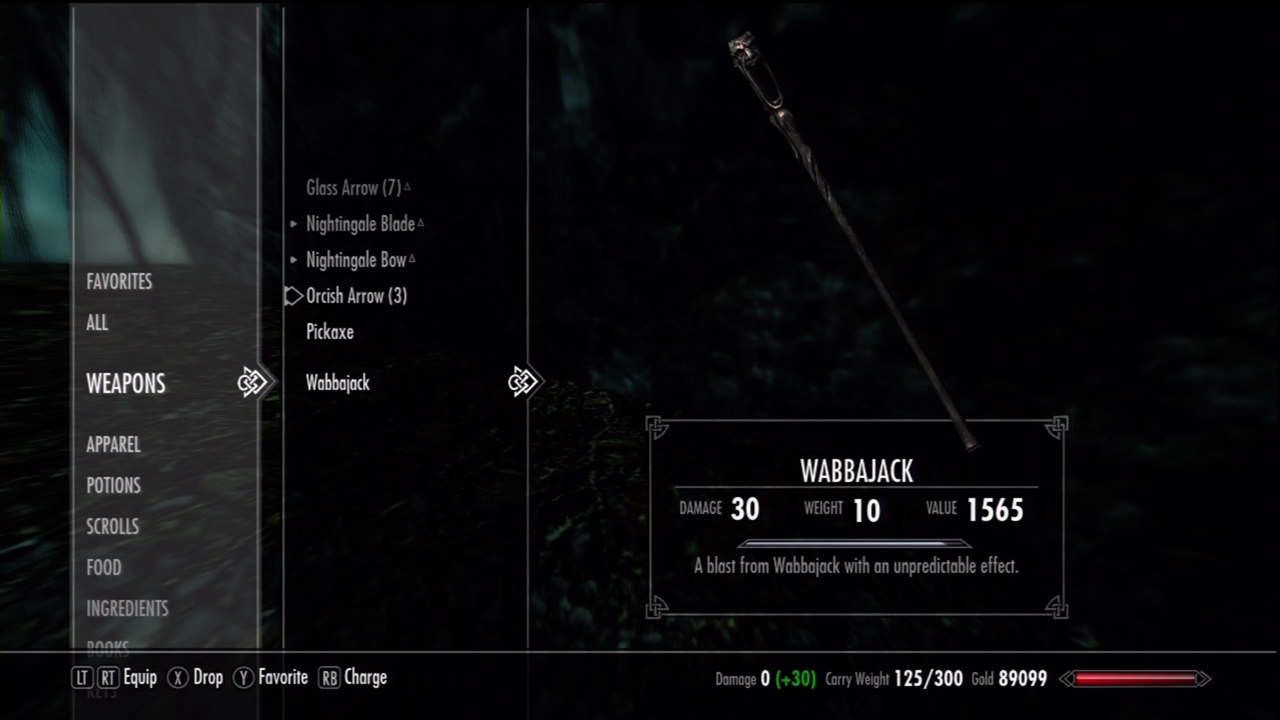 FAVORITES
ALL
WEAPONS
APPAREL
POTIONS
SCROLLS
FOOD
INGREDIENTS
BOOKS
KEYS
Glass Arrow (7)
Nightingale Blade
Nightingale Bow
Orcish Arrow (3)
Pickaxe
Wabbajack
WABBAJACK
DAMAGE 30 WEIGHT 10 VALUE 1565
A blast from Wabbajack with an unpredictable effect.
LT RT Equip X Drop Y Favorite RB Charge
Damage 0 (+30) Carry Weight 125/300 Gold 89099